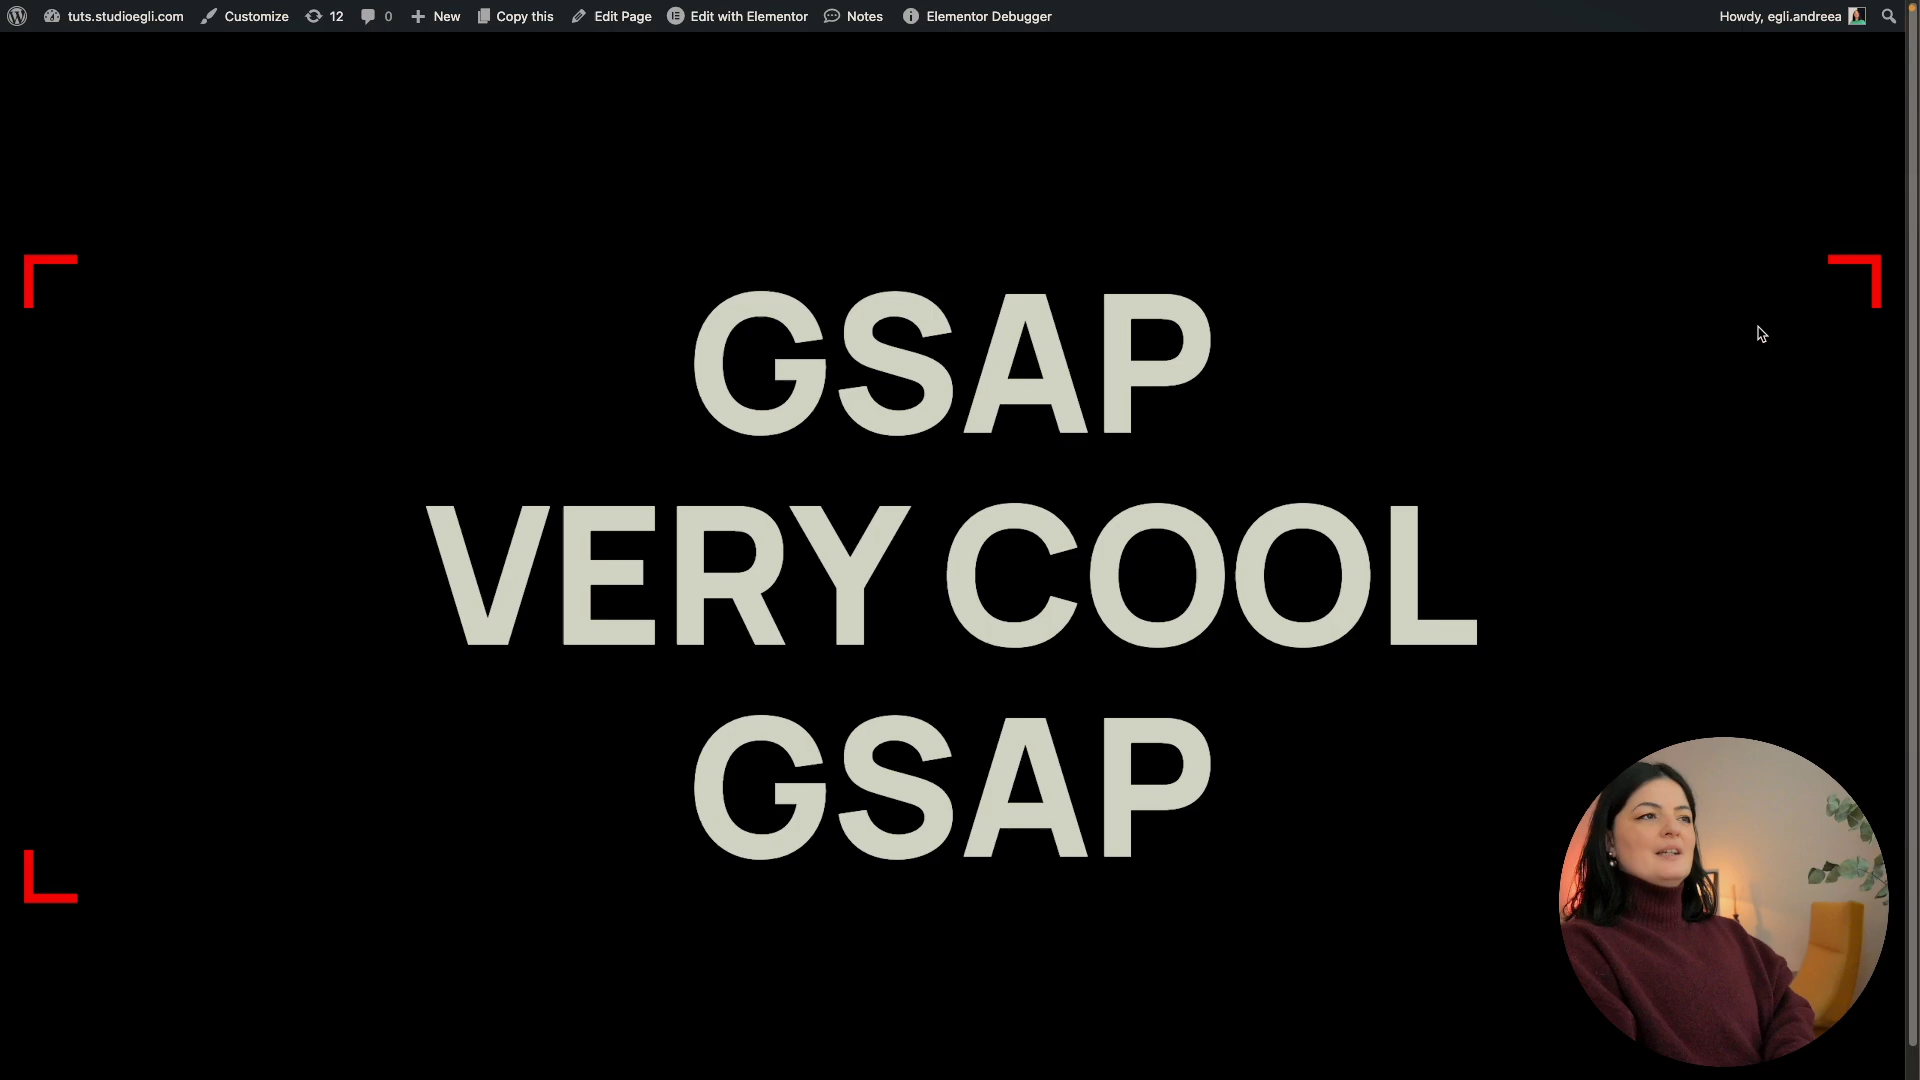 tuts.studioegli.com Customize 12 0 New Copy this Edit Page Edit with Elementor Notes Elementor Debugger Howdy, egli.andreea
GSAP
VERY COOL
GSAP